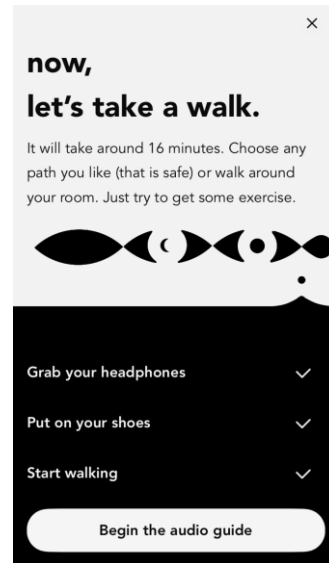 now,
let’s take a walk.
It will take around 16 minutes. Choose any
path you like (that is safe) or walk around
your room. Just try to get some exercise.
Grab your headphones
Put on your shoes
Start walking
Begin the audio guide